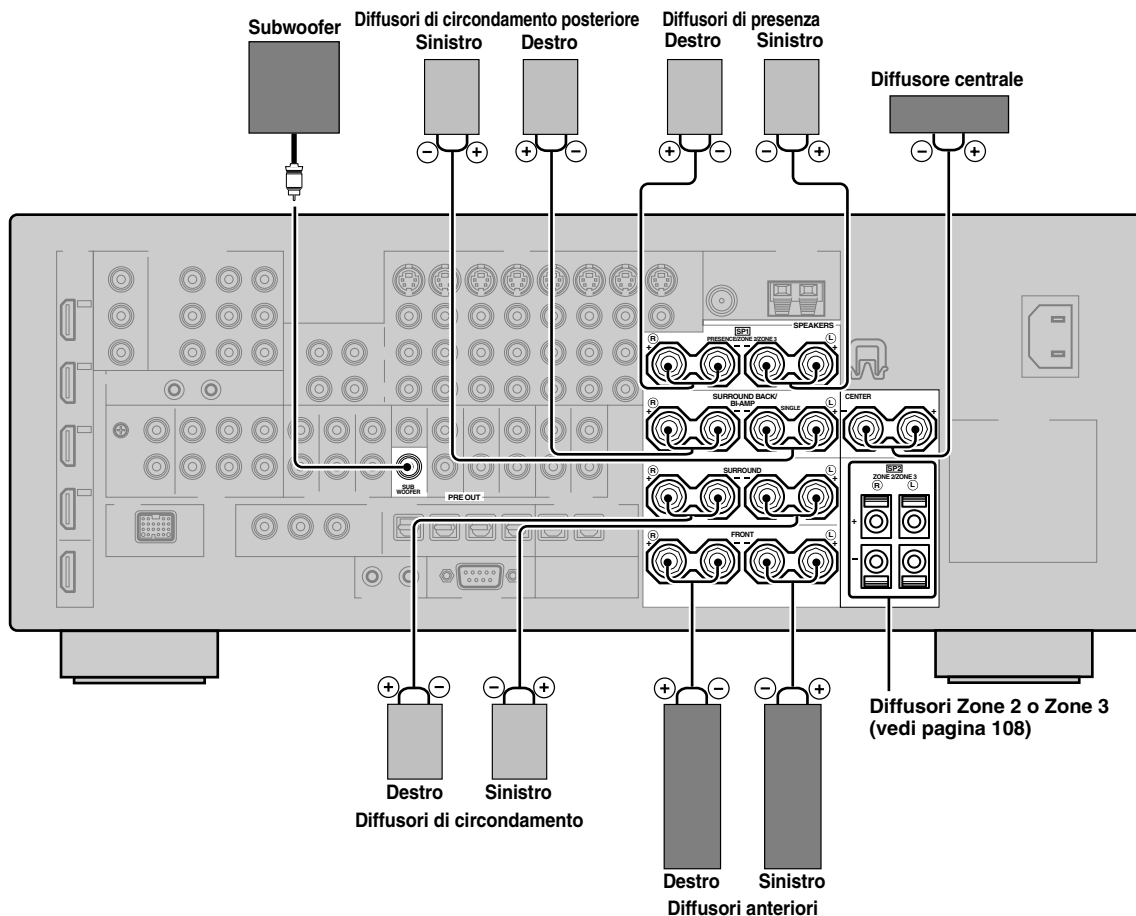 Subwoofer
Diffusori di circondamento posteriore
Sinistro Destro
Diffusori di presenza
Destro Sinistro
Diffusore centrale
− + + − + − − + − +
SPEAKERS
SP1
PRESENCE/ZONE 2/ZONE 3
R L
+ +
SURROUND BACK/
BI-AMP
SINGLE
R L
+ +
CENTER
+
SURROUND
R L
+ +
SP2
ZONE 2/ZONE 3
R L
+
−
SUB
WOOFER
PRE OUT
FRONT
R L
+ +
+ − − + + − − +
Diffusori Zone 2 o Zone 3
(vedi pagina 108)
Destro Sinistro
Diffusori di circondamento
Destro Sinistro
Diffusori anteriori